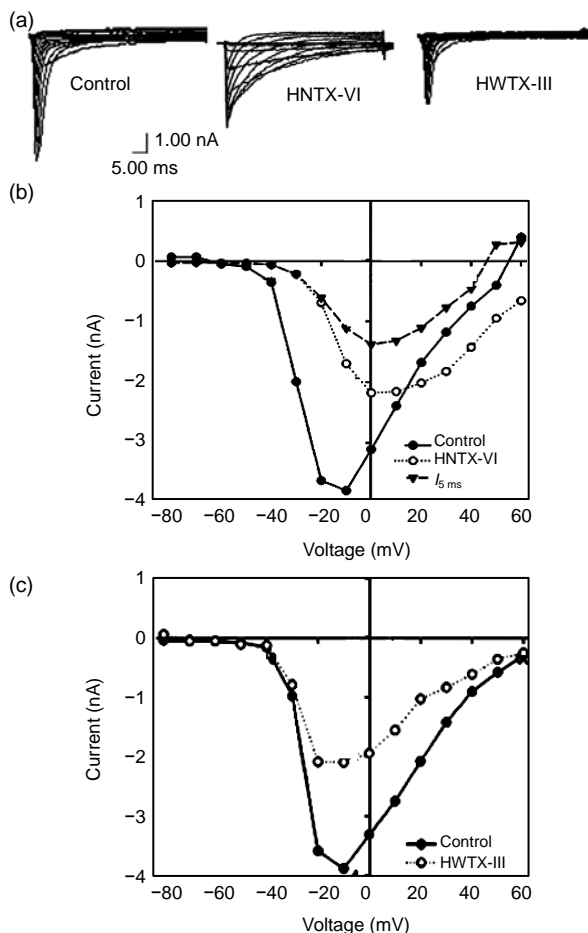 (a)
Control
HNTX-VI
HWTX-III
1.00 nA
5.00 ms
(b)
1
0
−1
−2
−3
−4
Current (nA)
Control
HNTX-VI
I5 ms
−80 −60 −40 −20 0 20 40 60
Voltage (mV)
(c)
1
0
−1
−2
−3
−4
Current (nA)
Control
HWTX-III
−80 −60 −40 −20 0 20 40 60
Voltage (mV)